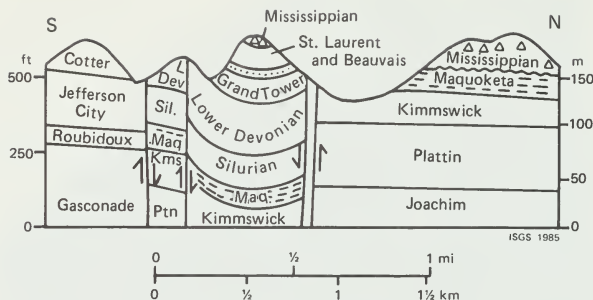 S
N
Mississippian
St. Laurent
and Beauvais
ft
m
Cotter
L
Dev
Grand Tower
Mississippian
Maquoketa
500
150
Jefferson
City
Sil.
Lower Devonian
Kimmswick
Roubidoux
Maq
100
250
Kms
Silurian
Plattin
Maq.
50
Gasconade
Ptn
Kimmswick
Joachim
0
0
ISGS 1985
0
½
1 mi
0
½
1
1½ km